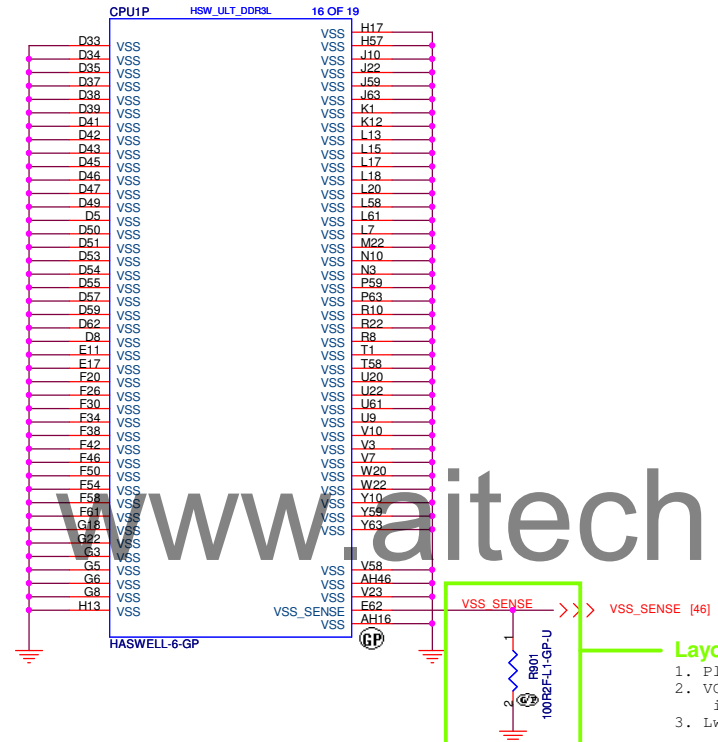 CPU1P HSW_ULT_DDR3L 16 OF 19
VSS H17
D33 VSS VSS H57
D34 VSS VSS J10
D35 VSS VSS J22
D37 VSS VSS J59
D38 VSS VSS J63
D39 VSS VSS K1
D41 VSS VSS K12
D42 VSS VSS L13
D43 VSS VSS L15
D45 VSS VSS L17
D46 VSS VSS L18
D47 VSS VSS L20
D49 VSS VSS L58
D5 VSS VSS L61
D50 VSS VSS L7
D51 VSS VSS M22
D53 VSS VSS N10
D54 VSS VSS N3
D55 VSS VSS P59
D57 VSS VSS P63
D59 VSS VSS R10
D62 VSS VSS R22
D8 VSS VSS R8
E11 VSS VSS T1
E17 VSS VSS T58
F20 VSS VSS U20
F26 VSS VSS U22
F30 VSS VSS U61
F34 VSS VSS U9
F38 VSS VSS V10
F42 VSS VSS V3
F46 VSS VSS V7
F50 VSS VSS W20
F54 VSS VSS W22
F58 VSS VSS Y10
F61 VSS VSS Y59
G18 VSS VSS Y63
G22 VSS
G3 VSS
G5 VSS VSS V58
G6 VSS VSS AH46
G8 VSS VSS V23
H13 VSS VSS_SENSE E62
VSS AH16
HASWELL-6-GP
GP
www.aitech
VSS_SENSE VSS_SENSE [46]
1
R901
100R2F-L1-GP-U
2
Layo
1. Pl
2. VC
i
3. Lw